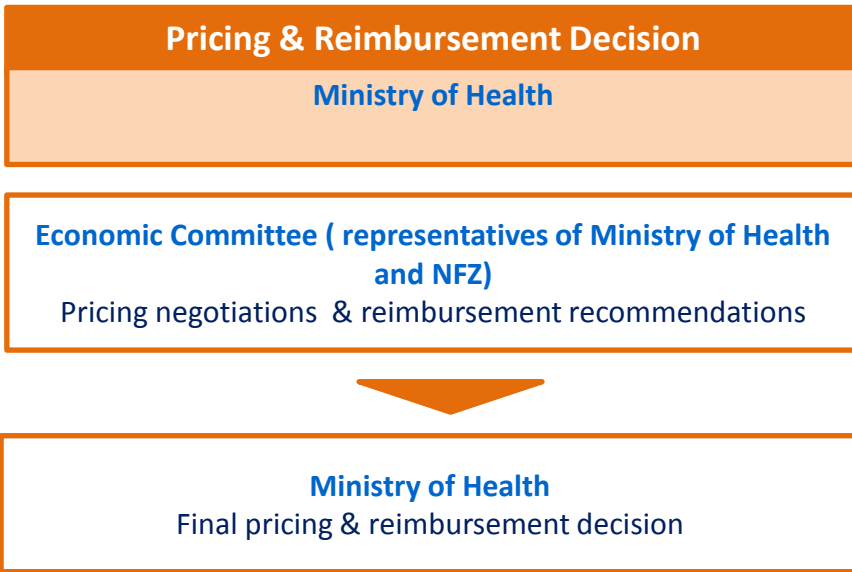 Pricing & Reimbursement Decision
Ministry of Health
Economic Committee ( representatives of Ministry of Health
and NFZ)
Pricing negotiations & reimbursement recommendations
Ministry of Health
Final pricing & reimbursement decision